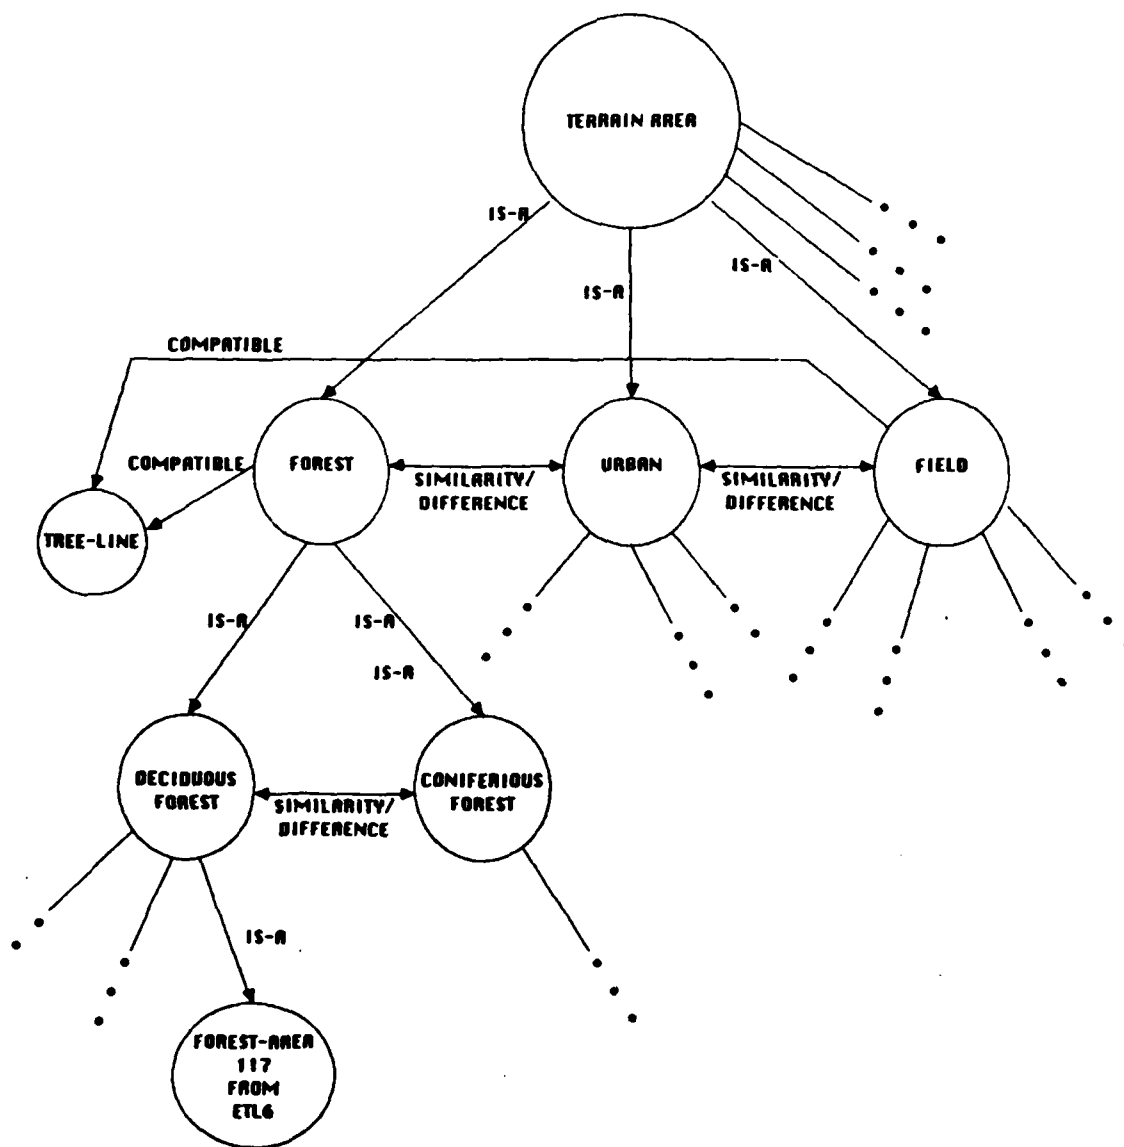 TERRAIN AREA
IS-A
IS-A
IS-A
COMPATIBLE
COMPATIBLE
FOREST
URBAN
FIELD
SIMILARITY/
DIFFERENCE
SIMILARITY/
DIFFERENCE
TREE-LINE
IS-A
IS-A
IS-A
DECIDUOUS
FOREST
CONIFERIOUS
FOREST
SIMILARITY/
DIFFERENCE
IS-A
FOREST-AREA
117
FROM
ETL6